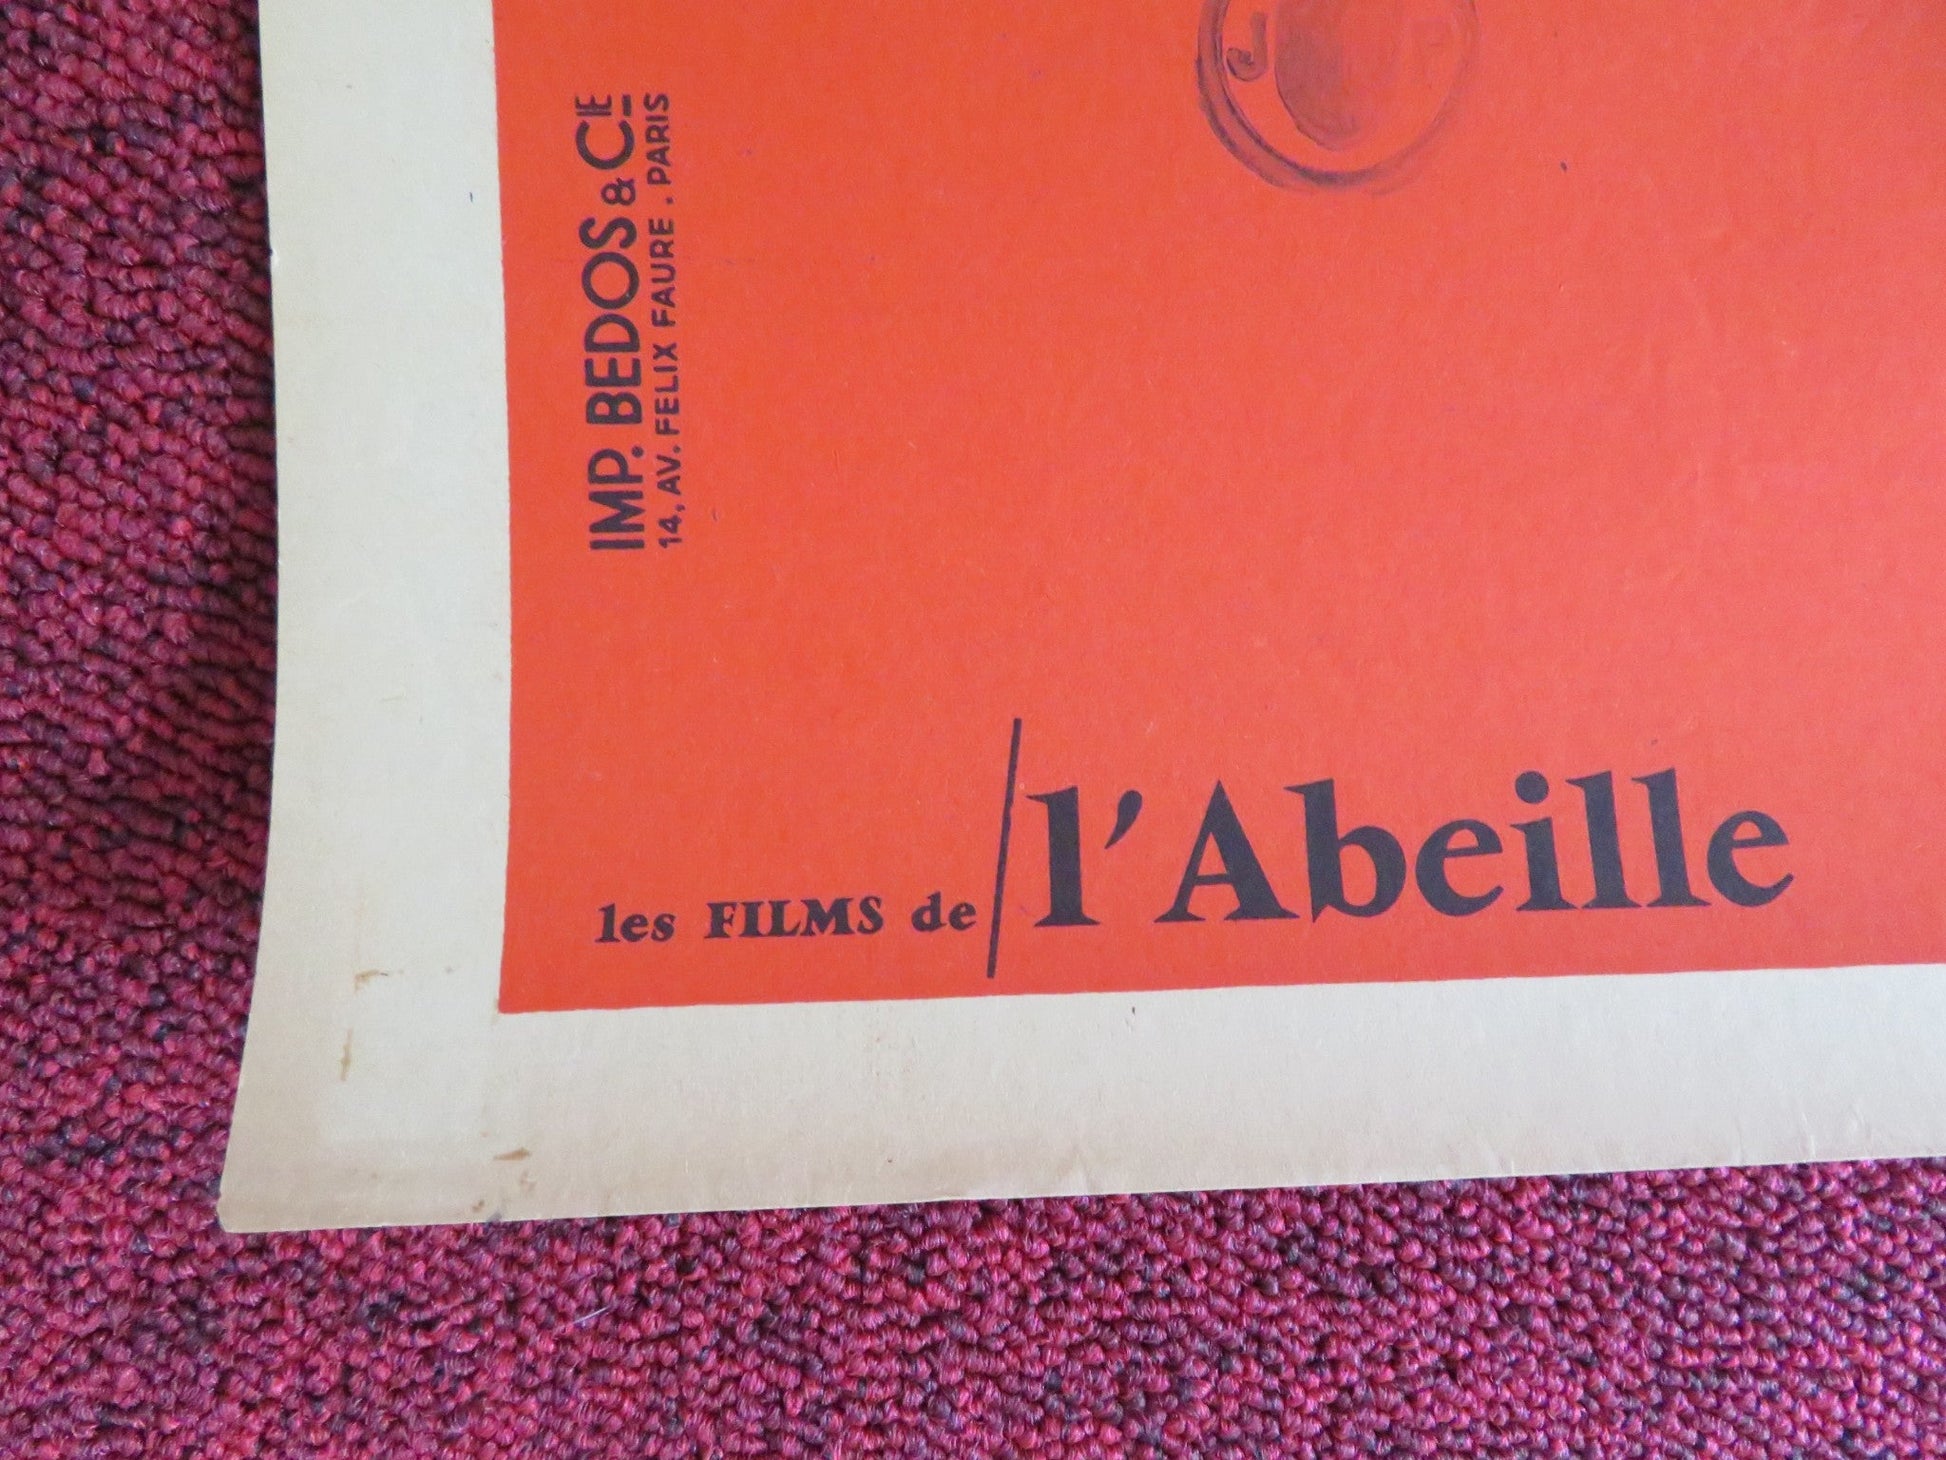 J
IMP. BEDOS & CIE
14, AV. FELIX FAURE . PARIS
les FILMS de / l'Abeille